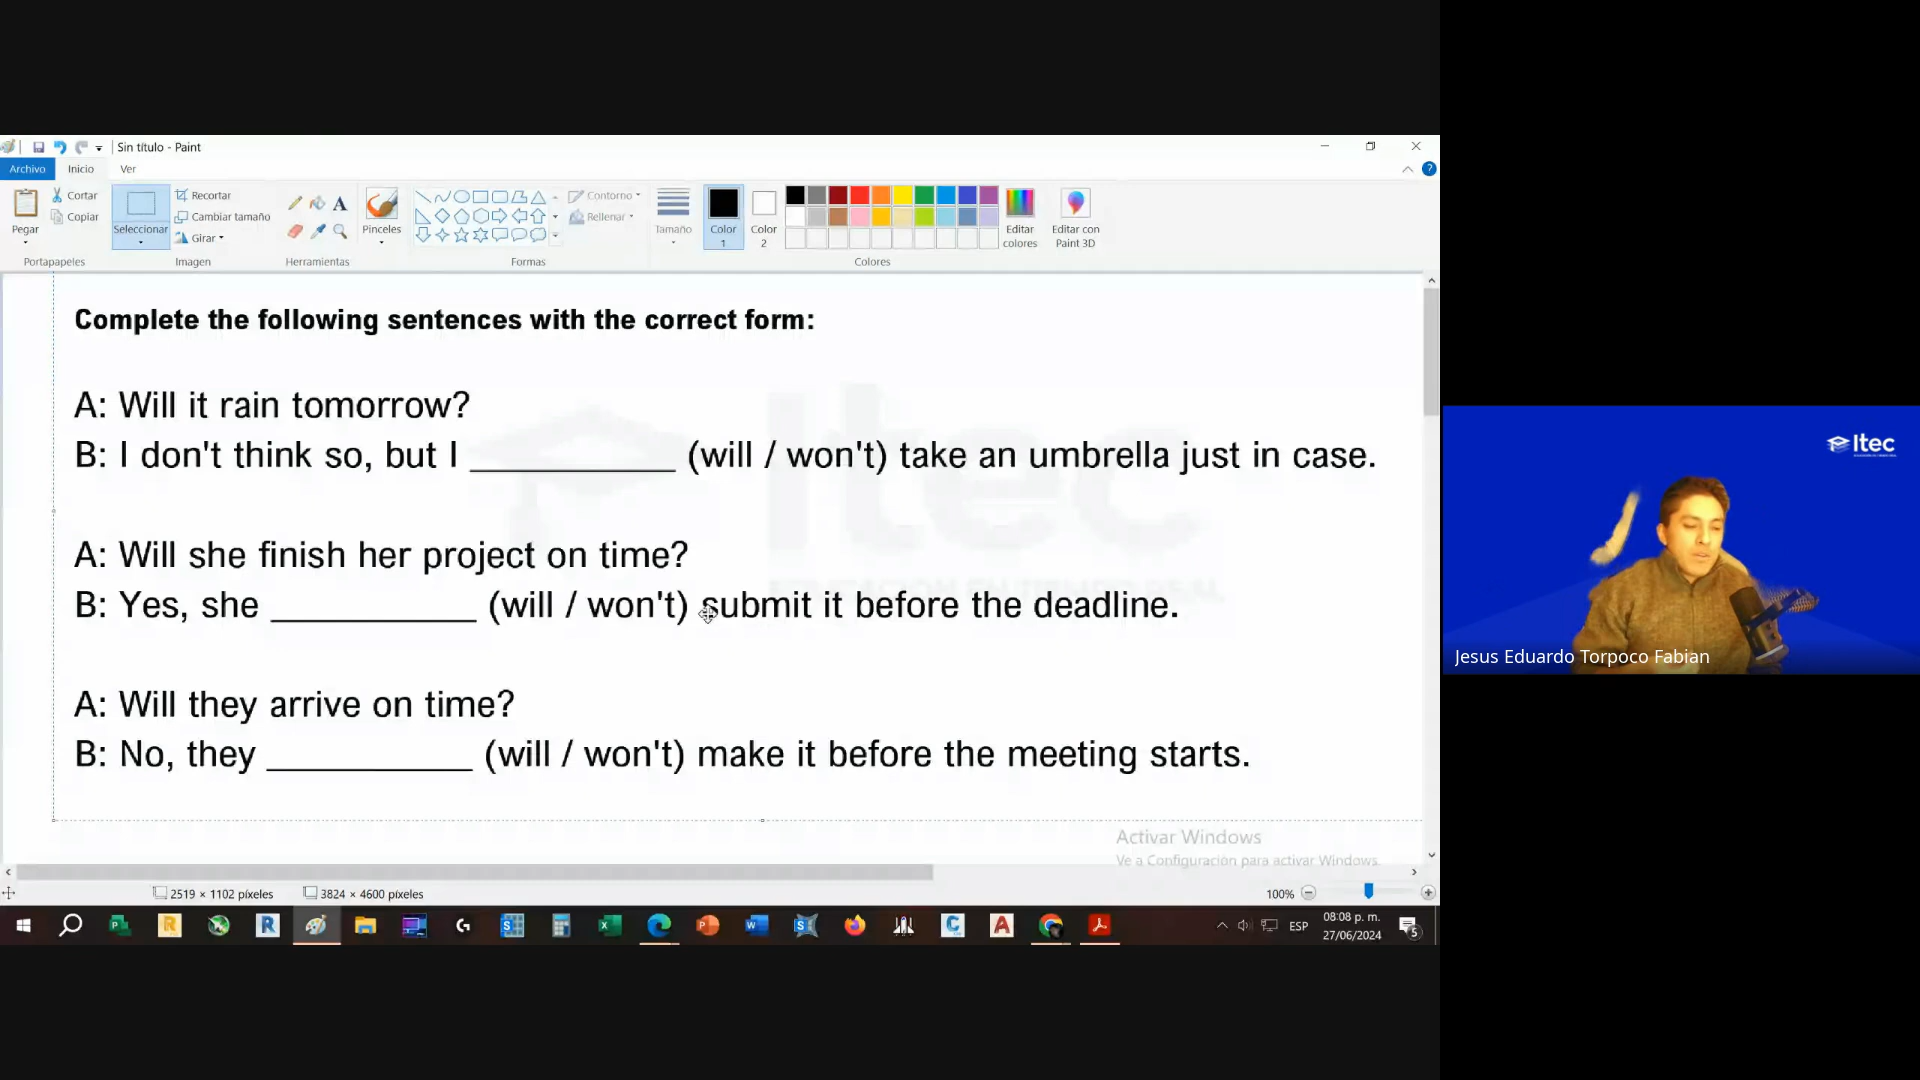 Sin título - Paint
Archivo Inicio Ver
Pegar
Cortar
Copiar
Portapapeles
Seleccionar
Recortar
Cambiar tamaño
Girar
Imagen
A
Herramientas
Pinceles
Contorno
Rellenar
Formas
Tamaño
Color 1
Color 2
Editar colores
Editar con Paint 3D
Colores
Complete the following sentences with the correct form:
A: Will it rain tomorrow?
B: I don't think so, but I ___________ (will / won't) take an umbrella just in case.
A: Will she finish her project on time?
B: Yes, she ___________ (will / won't) submit it before the deadline.
A: Will they arrive on time?
B: No, they ___________ (will / won't) make it before the meeting starts.
Itec
Activar Windows
Ve a Configuración para activar Windows.
2519 × 1102 píxeles 3824 × 4600 píxeles 100%
ESP 08:08 p. m.
27/06/2024
5
Itec
Jesus Eduardo Torpoco Fabian